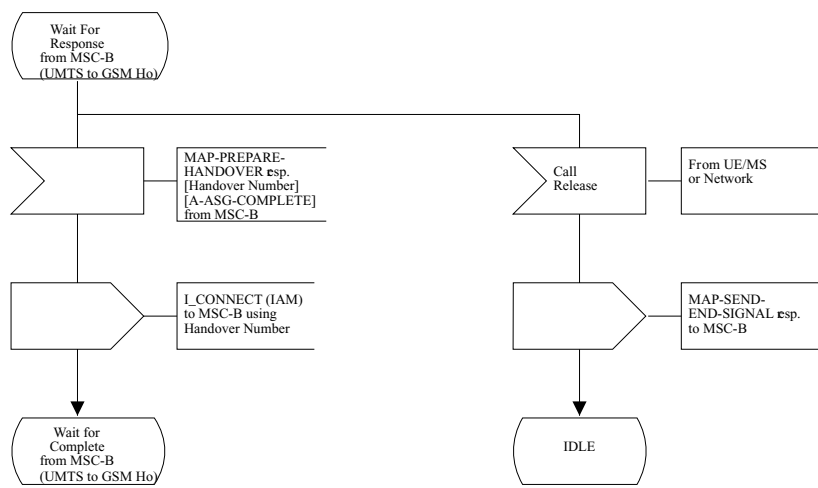 Wait For
Response
from MSC-B
(UMTS to GSM Ho)
MAP-PREPARE-
HANDOVER resp.
[Handover Number]
[A-ASG-COMPLETE]
from MSC-B
Call
Release
From UE/MS
or Network
I_CONNECT (IAM)
to MSC-B using
Handover Number
MAP-SEND-
END-SIGNAL resp.
to MSC-B
Wait for
Complete
from MSC-B
(UMTS to GSM Ho)
IDLE